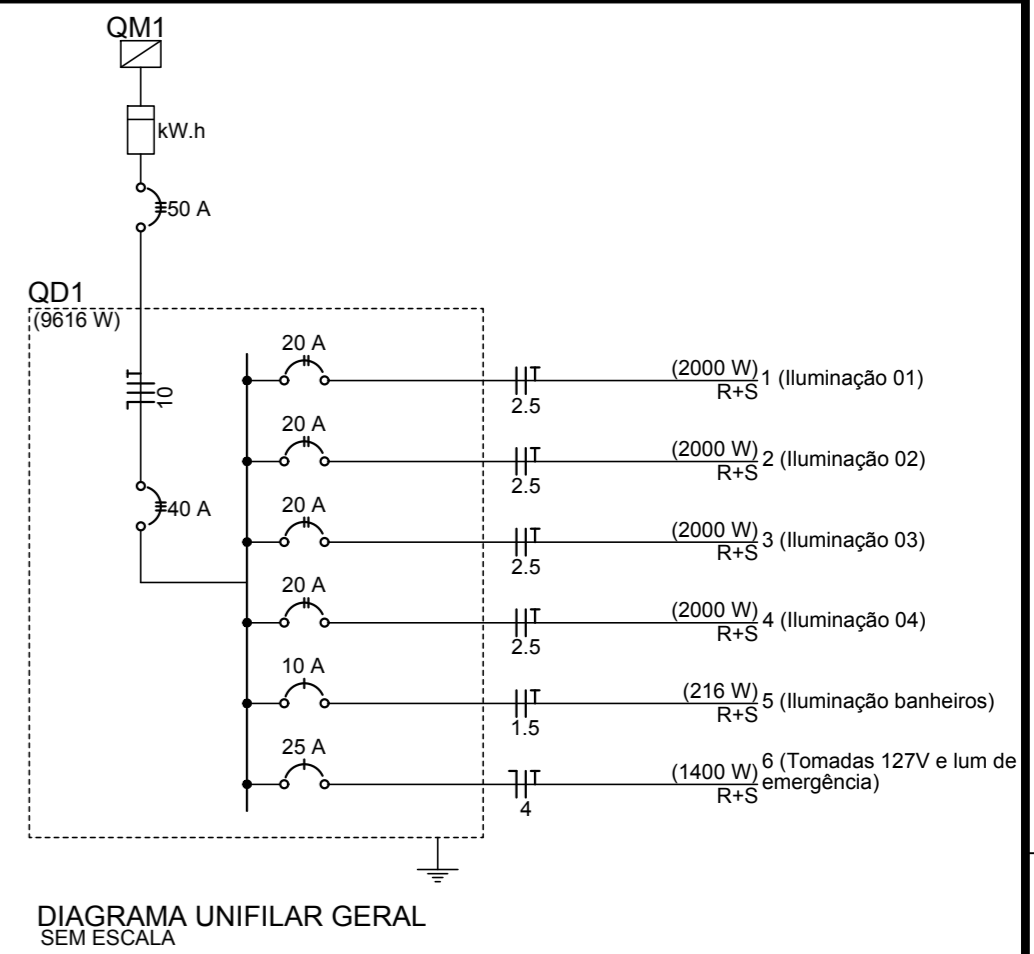 QM1
kW.h
50 A
QD1
(9616 W)
10
40 A
20 A
2.5
(2000 W)
R+S
1 (Iluminação 01)
20 A
2.5
(2000 W)
R+S
2 (Iluminação 02)
20 A
2.5
(2000 W)
R+S
3 (Iluminação 03)
20 A
2.5
(2000 W)
R+S
4 (Iluminação 04)
10 A
1.5
(216 W)
R+S
5 (Iluminação banheiros)
25 A
4
(1400 W)
R+S
6 (Tomadas 127V e lum de
emergência)
DIAGRAMA UNIFILAR GERAL
SEM ESCALA